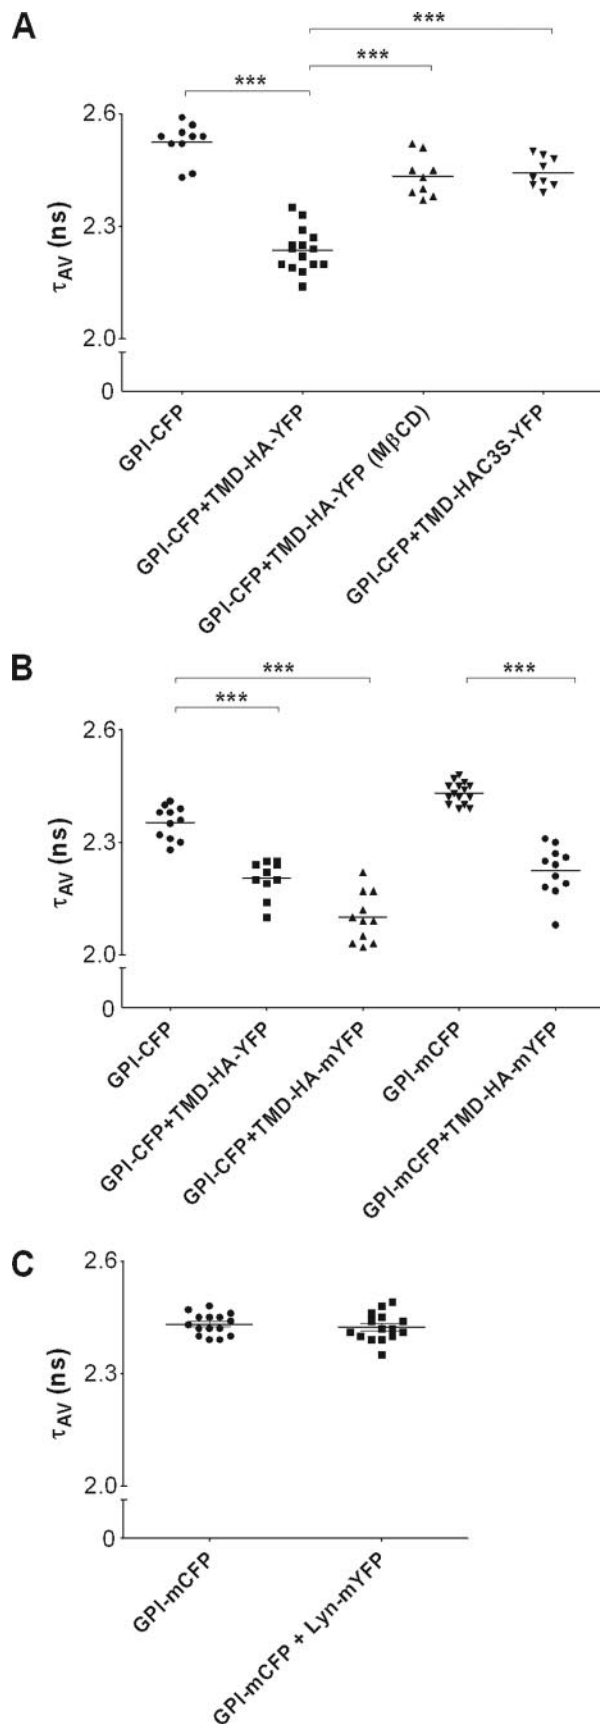 A
***
***
***
2.6
2.3
2.0
0
τAV (ns)
GPI-CFP
GPI-CFP+TMD-HA-YFP
GPI-CFP+TMD-HA-YFP (MβCD)
GPI-CFP+TMD-HAC3S-YFP
B
***
***
***
2.6
2.3
2.0
0
τAV (ns)
GPI-CFP
GPI-CFP+TMD-HA-YFP
GPI-CFP+TMD-HA-mYFP
GPI-mCFP
GPI-mCFP+TMD-HA-mYFP
C
2.6
2.3
2.0
0
τAV (ns)
GPI-mCFP
GPI-mCFP + Lyn-mYFP